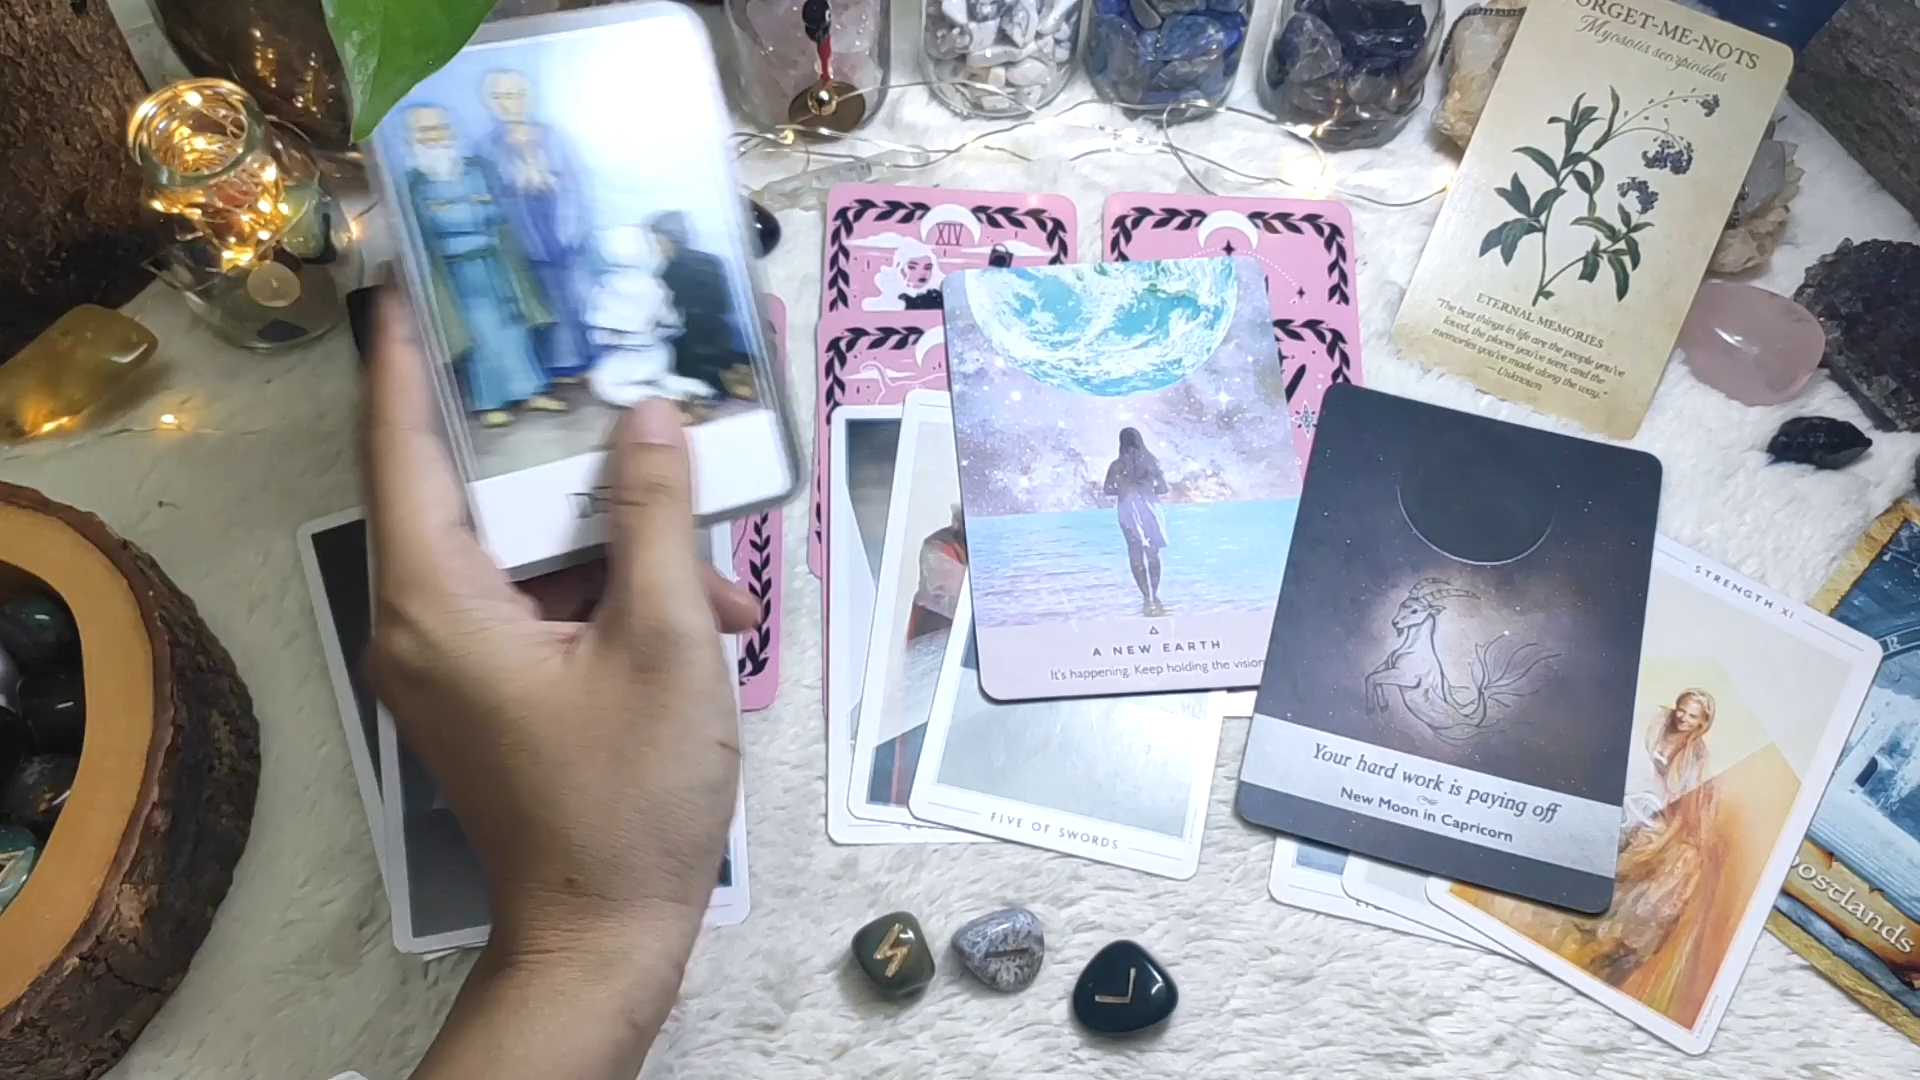 ORGET-ME-NOTS
Myosotis scorpioides
ETERNAL MEMORIES
"The best things in life are the people you've
loved, the places you've seen, and the
memories you've made along the way."
— Unknown
XIV
A NEW EARTH
It's happening. Keep holding the vision
Your hard work is paying off
New Moon in Capricorn
STRENGTH XI
FIVE OF SWORDS
ostlands